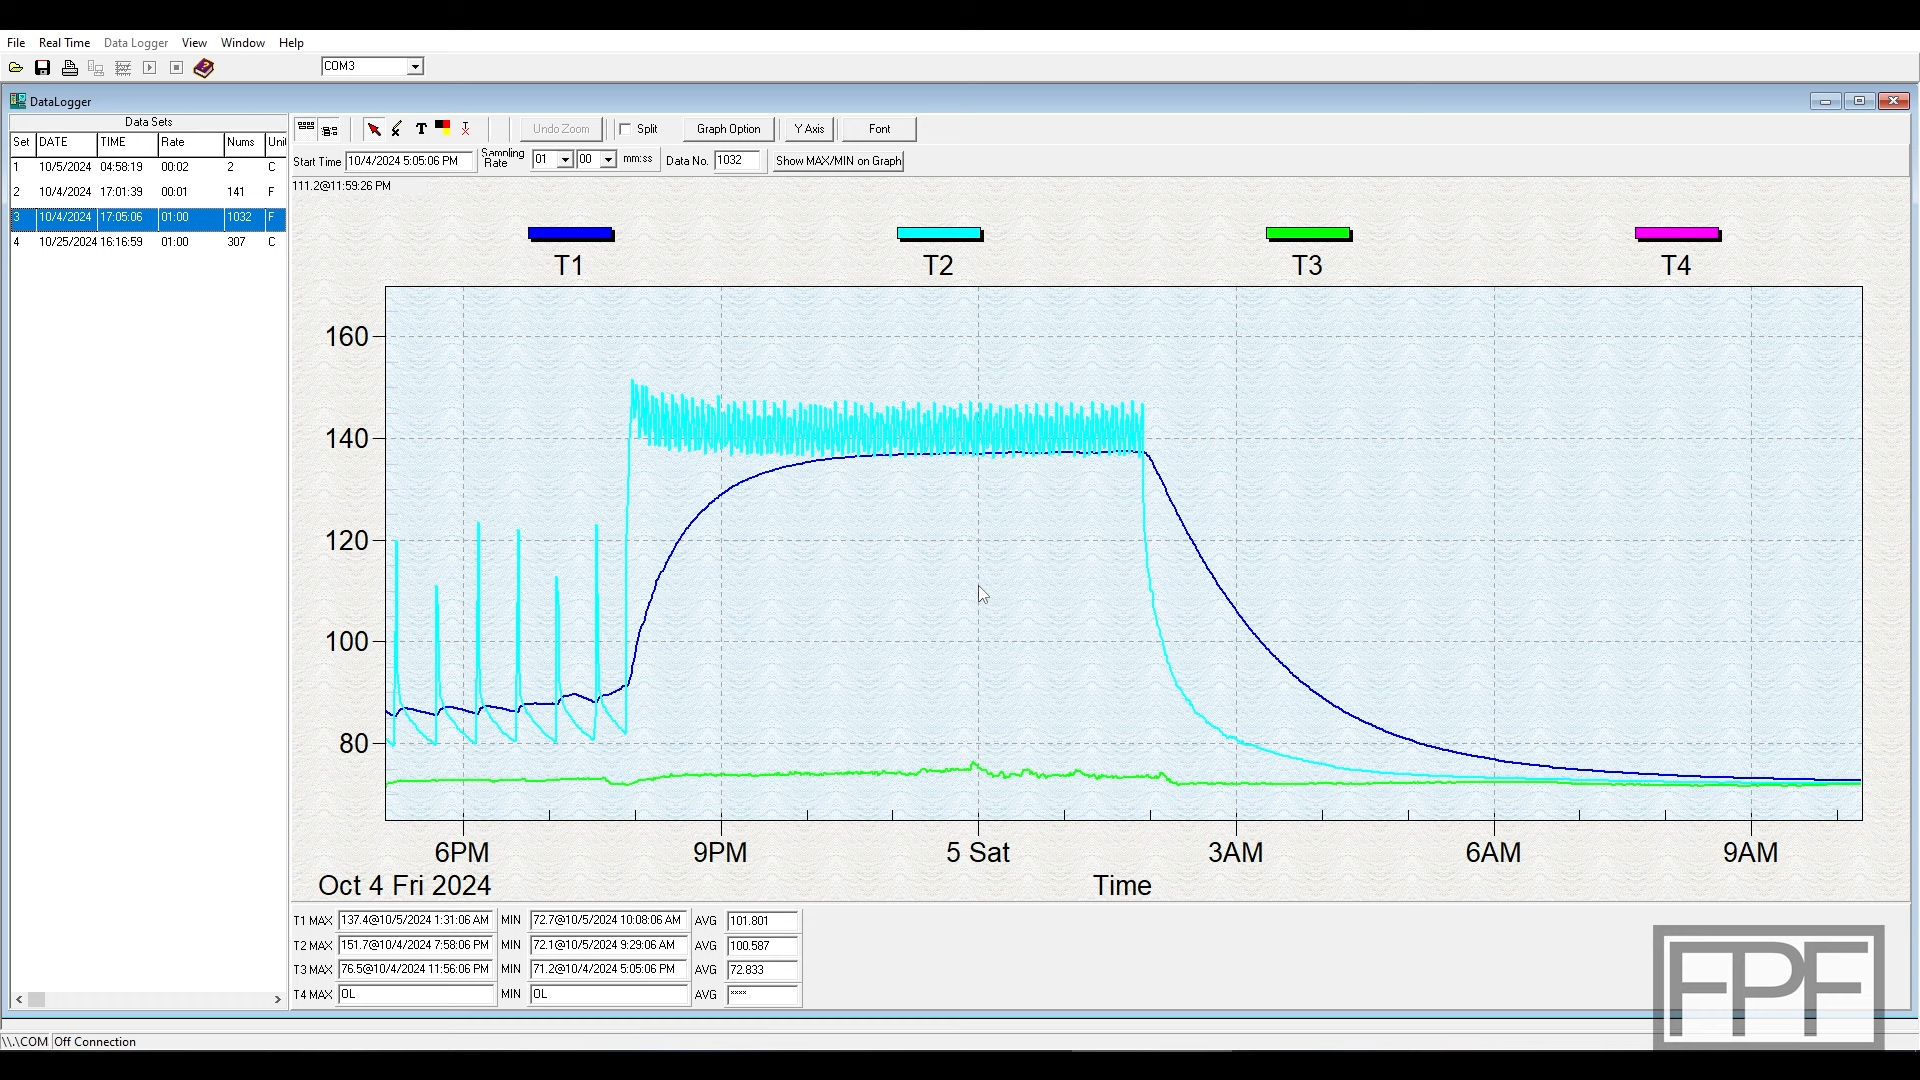 File Real Time Data Logger View Window Help
COM3
DataLogger
Data Sets
Set DATE TIME Rate Nums Uni
1 10/5/2024 04:58:19 00:02 2 C
2 10/4/2024 17:01:39 00:01 141 F
3 10/4/2024 17:05:06 01:00 1032 F
4 10/25/2024 16:16:59 01:00 307 C
T T Undo Zoom Split Graph Option Y Axis Font
Start Time 10/4/2024 5:05:06 PM Sampling Rate 01 00 mm:ss Data No. 1032 Show MAX/MIN on Graph
111.2@11:59:26 PM
T1 T2 T3 T4
160
140
120
100
80
6PM 9PM 5 Sat 3AM 6AM 9AM
Oct 4 Fri 2024 Time
T1 MAX 137.4@10/5/2024 1:31:06 AM MIN 72.7@10/5/2024 10:08:06 AM AVG 101.801
T2 MAX 151.7@10/4/2024 7:58:06 PM MIN 72.1@10/5/2024 9:29:06 AM AVG 100.587
T3 MAX 76.5@10/4/2024 11:56:06 PM MIN 71.2@10/4/2024 5:05:06 PM AVG 72.833
T4 MAX OL MIN OL AVG ****
FPF
\\.\COM Off Connection